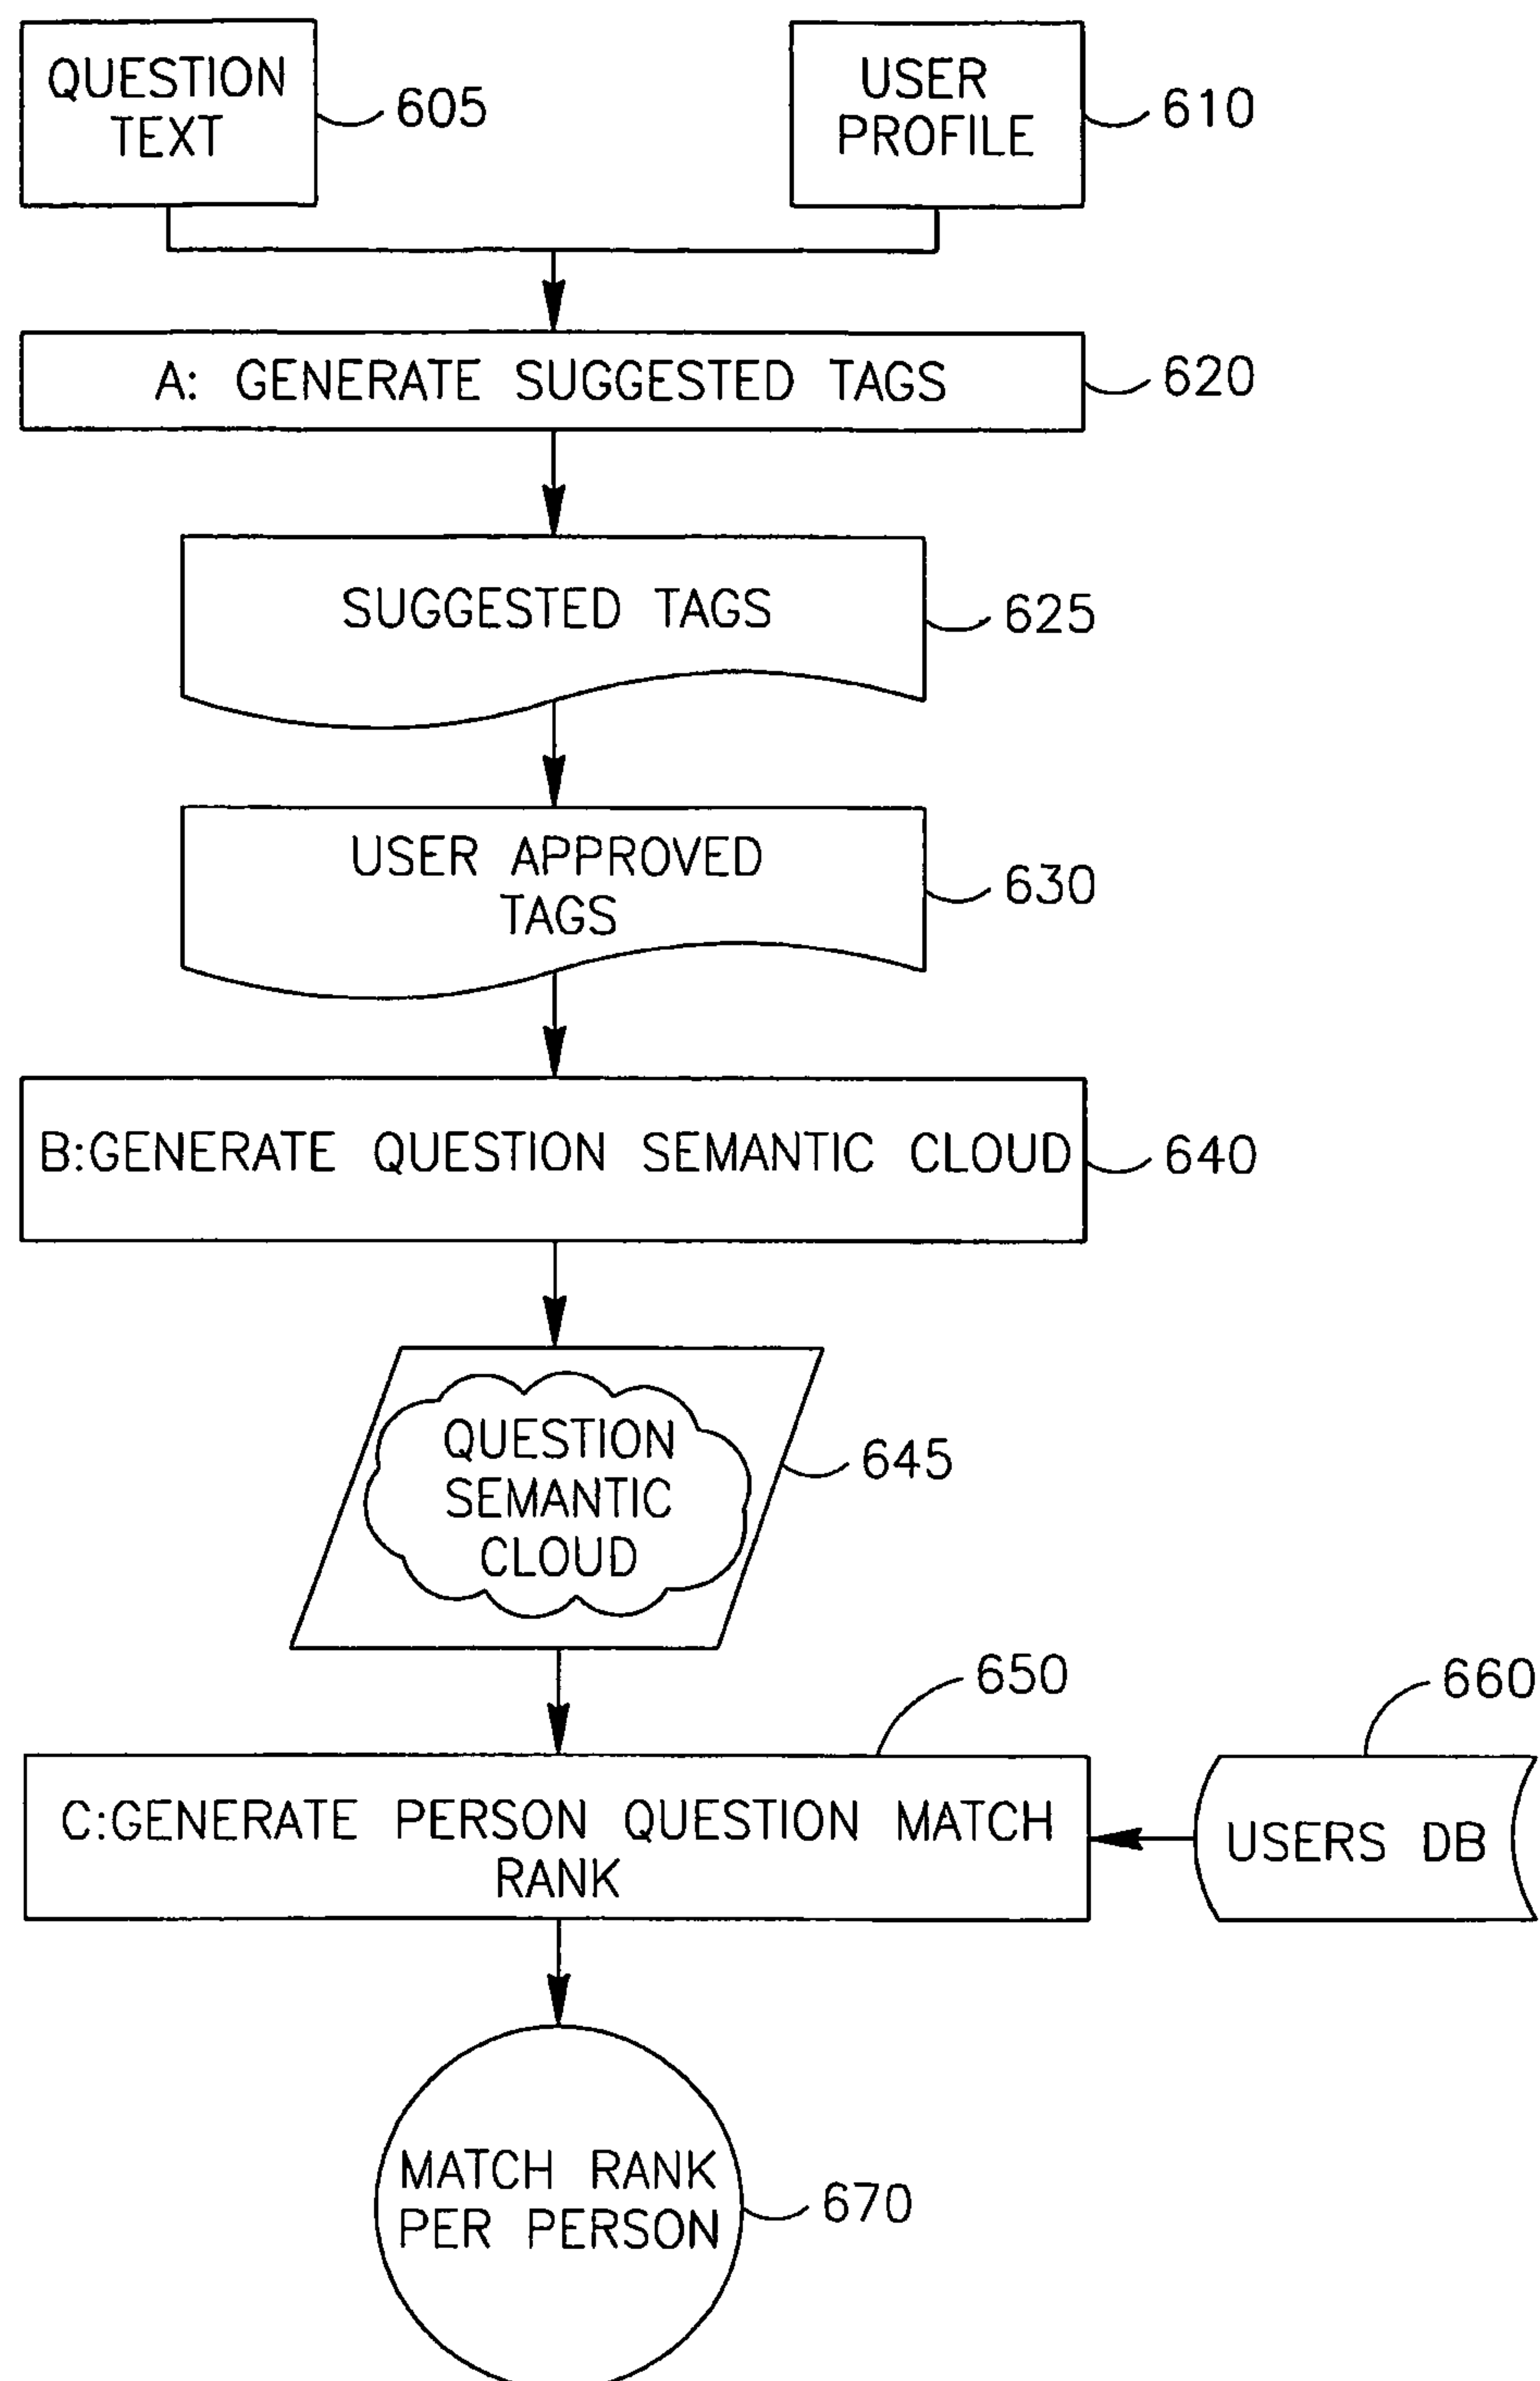 QUESTION
TEXT
605
USER
PROFILE
610
A: GENERATE SUGGESTED TAGS
620
SUGGESTED TAGS
625
USER APPROVED
TAGS
630
B:GENERATE QUESTION SEMANTIC CLOUD
640
QUESTION
SEMANTIC
CLOUD
645
650
660
C:GENERATE PERSON QUESTION MATCH
RANK
USERS DB
MATCH RANK
PER PERSON
670